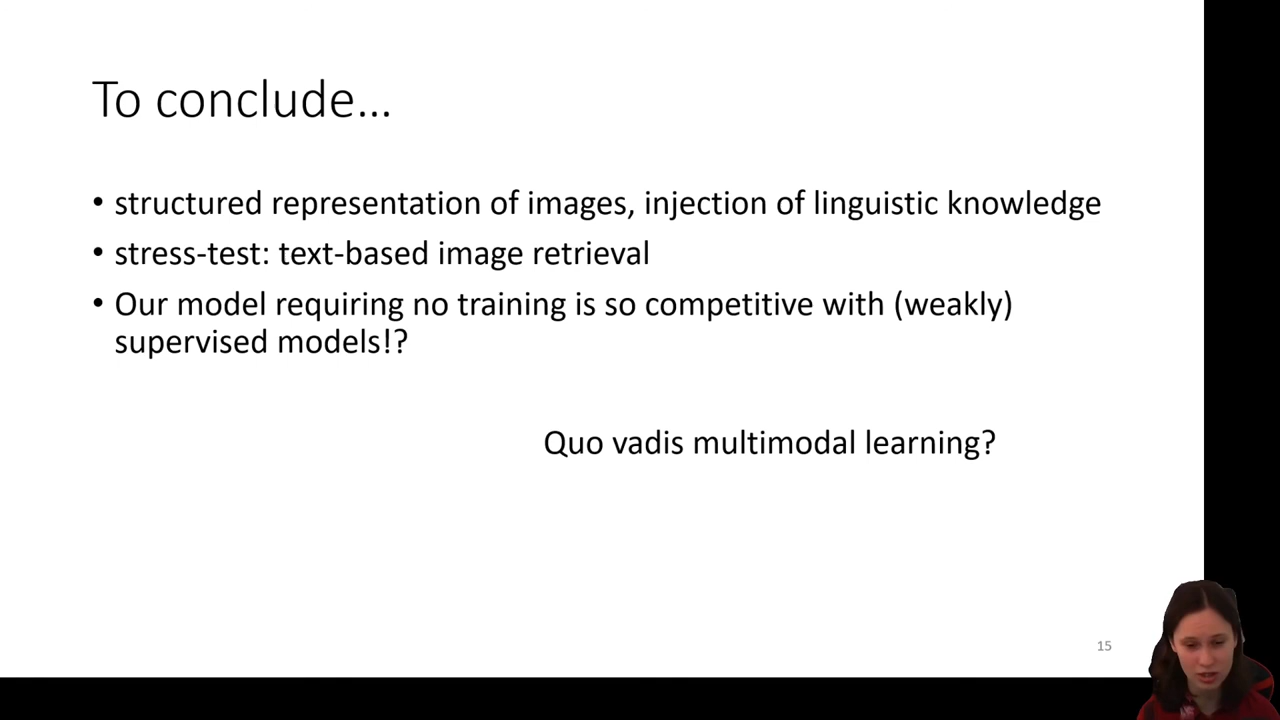 To conclude...
• structured representation of images, injection of linguistic knowledge
• stress-test: text-based image retrieval
• Our model requiring no training is so competitive with (weakly)
supervised models!?
Quo vadis multimodal learning?
15